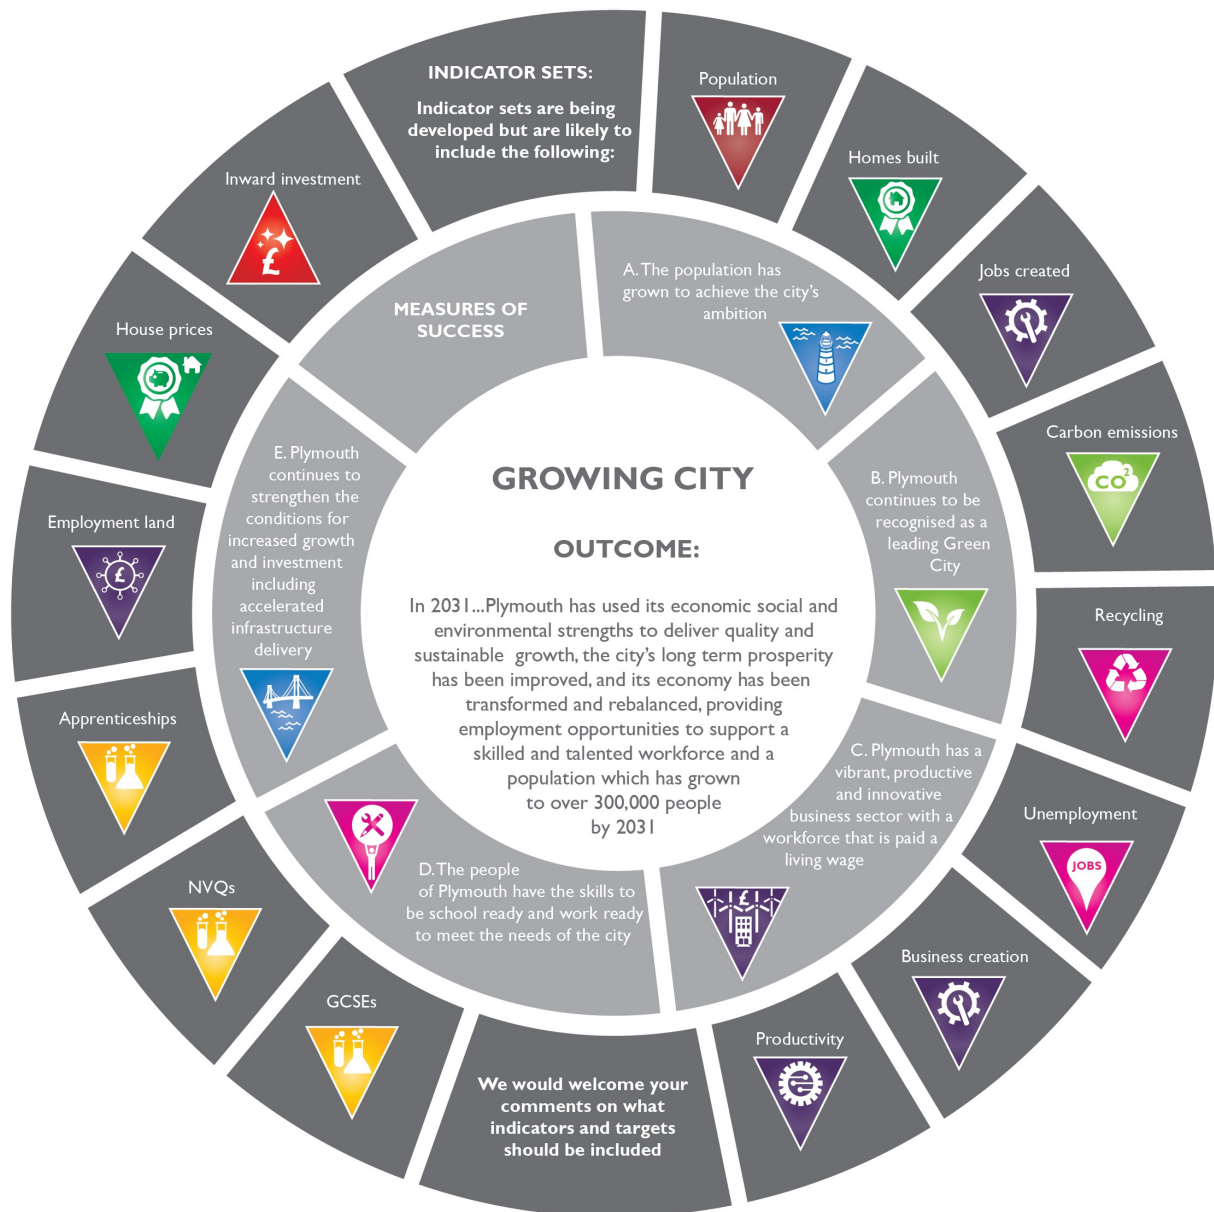 INDICATOR SETS:
Indicator sets are being
developed but are likely to
include the following:
Population
Homes built
Jobs created
Carbon emissions
CO2
Recycling
Unemployment
JOBS
Business creation
Productivity
We would welcome your
comments on what
indicators and targets
should be included
GCSEs
NVQs
Apprenticeships
Employment land
£
House prices
Inward investment
£
MEASURES OF
SUCCESS
A. The population has
grown to achieve the city's
ambition
B. Plymouth
continues to be
recognised as a
leading Green
City
C. Plymouth has a
vibrant, productive
and innovative
business sector with a
workforce that is paid a
living wage
£
D. The people
of Plymouth have the skills to
be school ready and work ready
to meet the needs of the city
E. Plymouth
continues to
strengthen the
conditions for
increased growth
and investment
including
accelerated
infrastructure
delivery
GROWING CITY
OUTCOME:
In 2031...Plymouth has used its economic social and
environmental strengths to deliver quality and
sustainable growth, the city's long term prosperity
has been improved, and its economy has been
transformed and rebalanced, providing
employment opportunities to support a
skilled and talented workforce and a
population which has grown
to over 300,000 people
by 2031